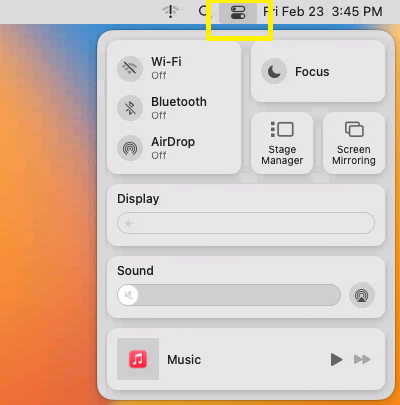 Fri Feb 23 3:45 PM
Wi-Fi
Off
Bluetooth
Off
AirDrop
Off
Focus
Stage
Manager
Screen
Mirroring
Display
Sound
Music